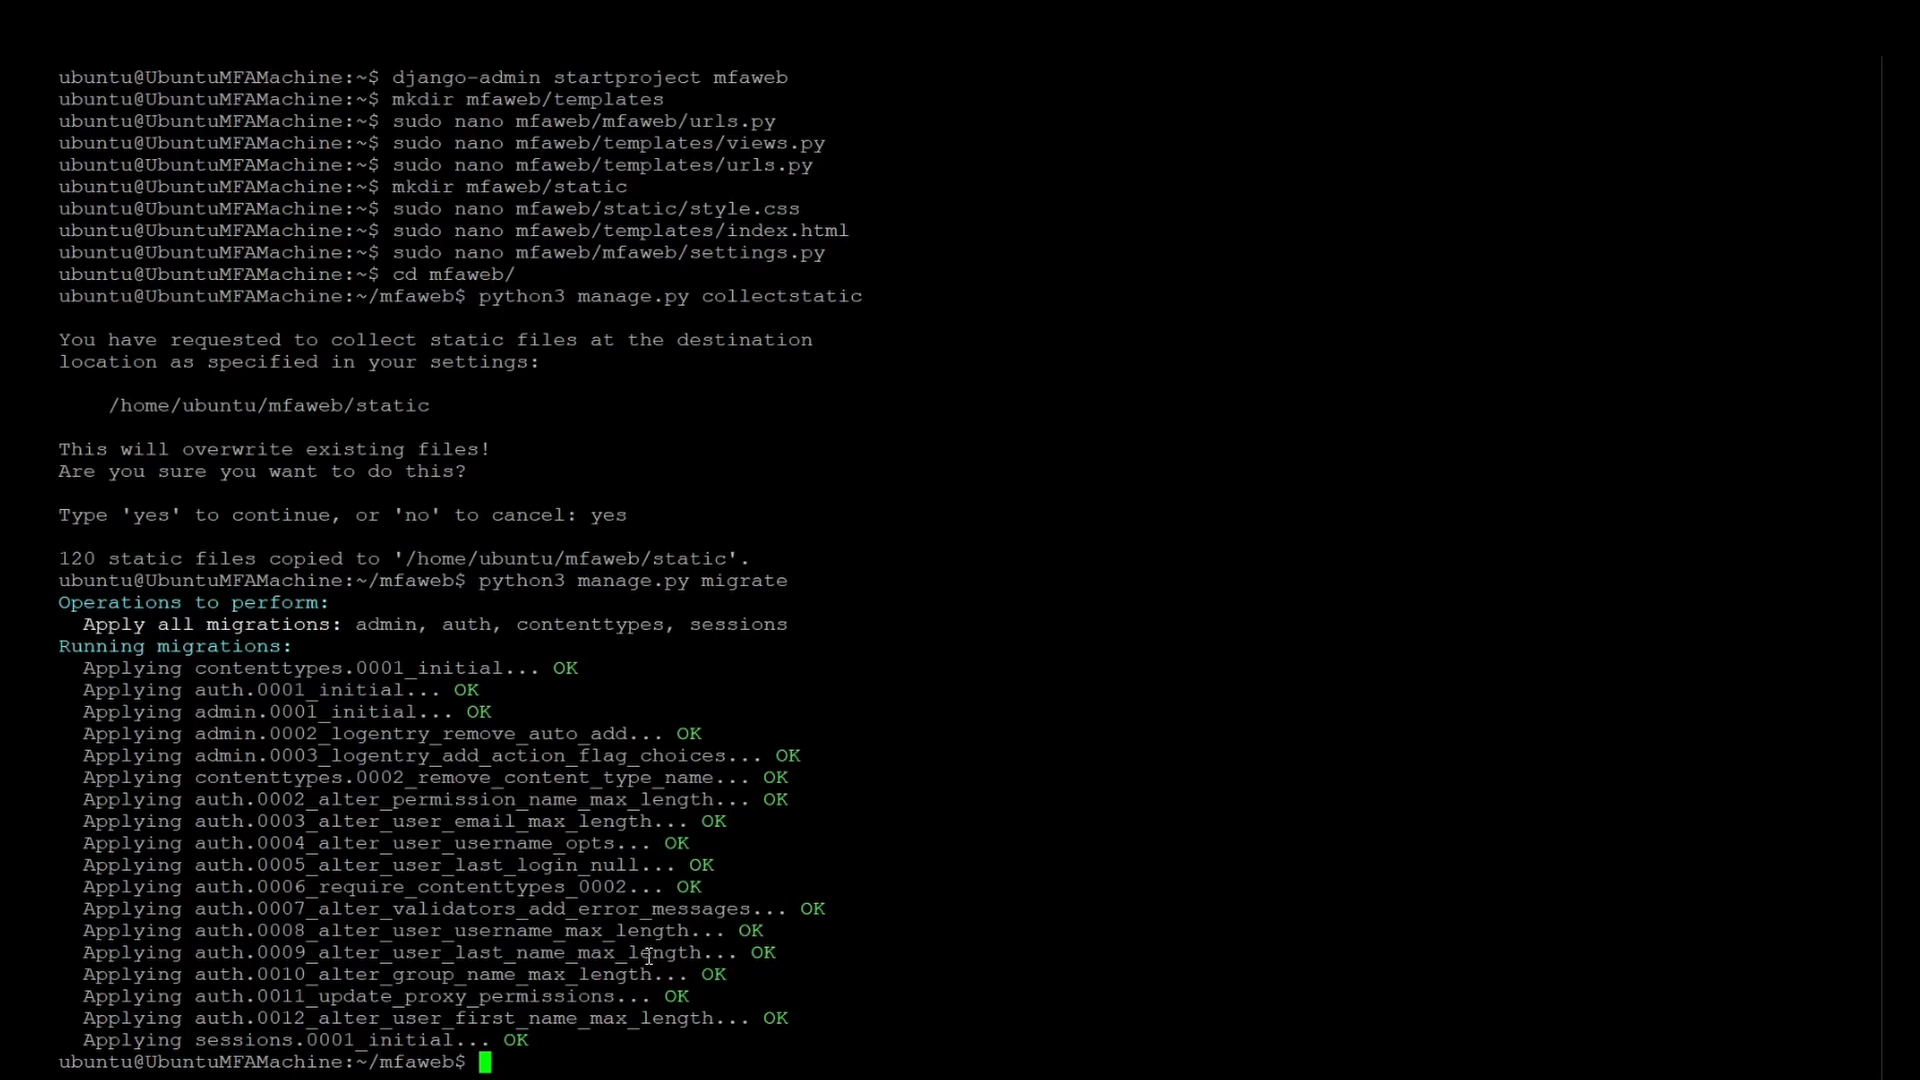 ubuntu@UbuntuMFAMachine:~$ django-admin startproject mfaweb
ubuntu@UbuntuMFAMachine:~$ mkdir mfaweb/templates
ubuntu@UbuntuMFAMachine:~$ sudo nano mfaweb/mfaweb/urls.py
ubuntu@UbuntuMFAMachine:~$ sudo nano mfaweb/templates/views.py
ubuntu@UbuntuMFAMachine:~$ sudo nano mfaweb/templates/urls.py
ubuntu@UbuntuMFAMachine:~$ mkdir mfaweb/static
ubuntu@UbuntuMFAMachine:~$ sudo nano mfaweb/static/style.css
ubuntu@UbuntuMFAMachine:~$ sudo nano mfaweb/templates/index.html
ubuntu@UbuntuMFAMachine:~$ sudo nano mfaweb/mfaweb/settings.py
ubuntu@UbuntuMFAMachine:~$ cd mfaweb/
ubuntu@UbuntuMFAMachine:~/mfaweb$ python3 manage.py collectstatic
You have requested to collect static files at the destination
location as specified in your settings:
/home/ubuntu/mfaweb/static
This will overwrite existing files!
Are you sure you want to do this?
Type 'yes' to continue, or 'no' to cancel: yes
120 static files copied to '/home/ubuntu/mfaweb/static'.
ubuntu@UbuntuMFAMachine:~/mfaweb$ python3 manage.py migrate
Operations to perform:
Apply all migrations: admin, auth, contenttypes, sessions
Running migrations:
Applying contenttypes.0001_initial... OK
Applying auth.0001_initial... OK
Applying admin.0001_initial... OK
Applying admin.0002_logentry_remove_auto_add... OK
Applying admin.0003_logentry_add_action_flag_choices... OK
Applying contenttypes.0002_remove_content_type_name... OK
Applying auth.0002_alter_permission_name_max_length... OK
Applying auth.0003_alter_user_email_max_length... OK
Applying auth.0004_alter_user_username_opts... OK
Applying auth.0005_alter_user_last_login_null... OK
Applying auth.0006_require_contenttypes_0002... OK
Applying auth.0007_alter_validators_add_error_messages... OK
Applying auth.0008_alter_user_username_max_length... OK
Applying auth.0009_alter_user_last_name_max_length... OK
Applying auth.0010_alter_group_name_max_length... OK
Applying auth.0011_update_proxy_permissions... OK
Applying auth.0012_alter_user_first_name_max_length... OK
Applying sessions.0001_initial... OK
ubuntu@UbuntuMFAMachine:~/mfaweb$